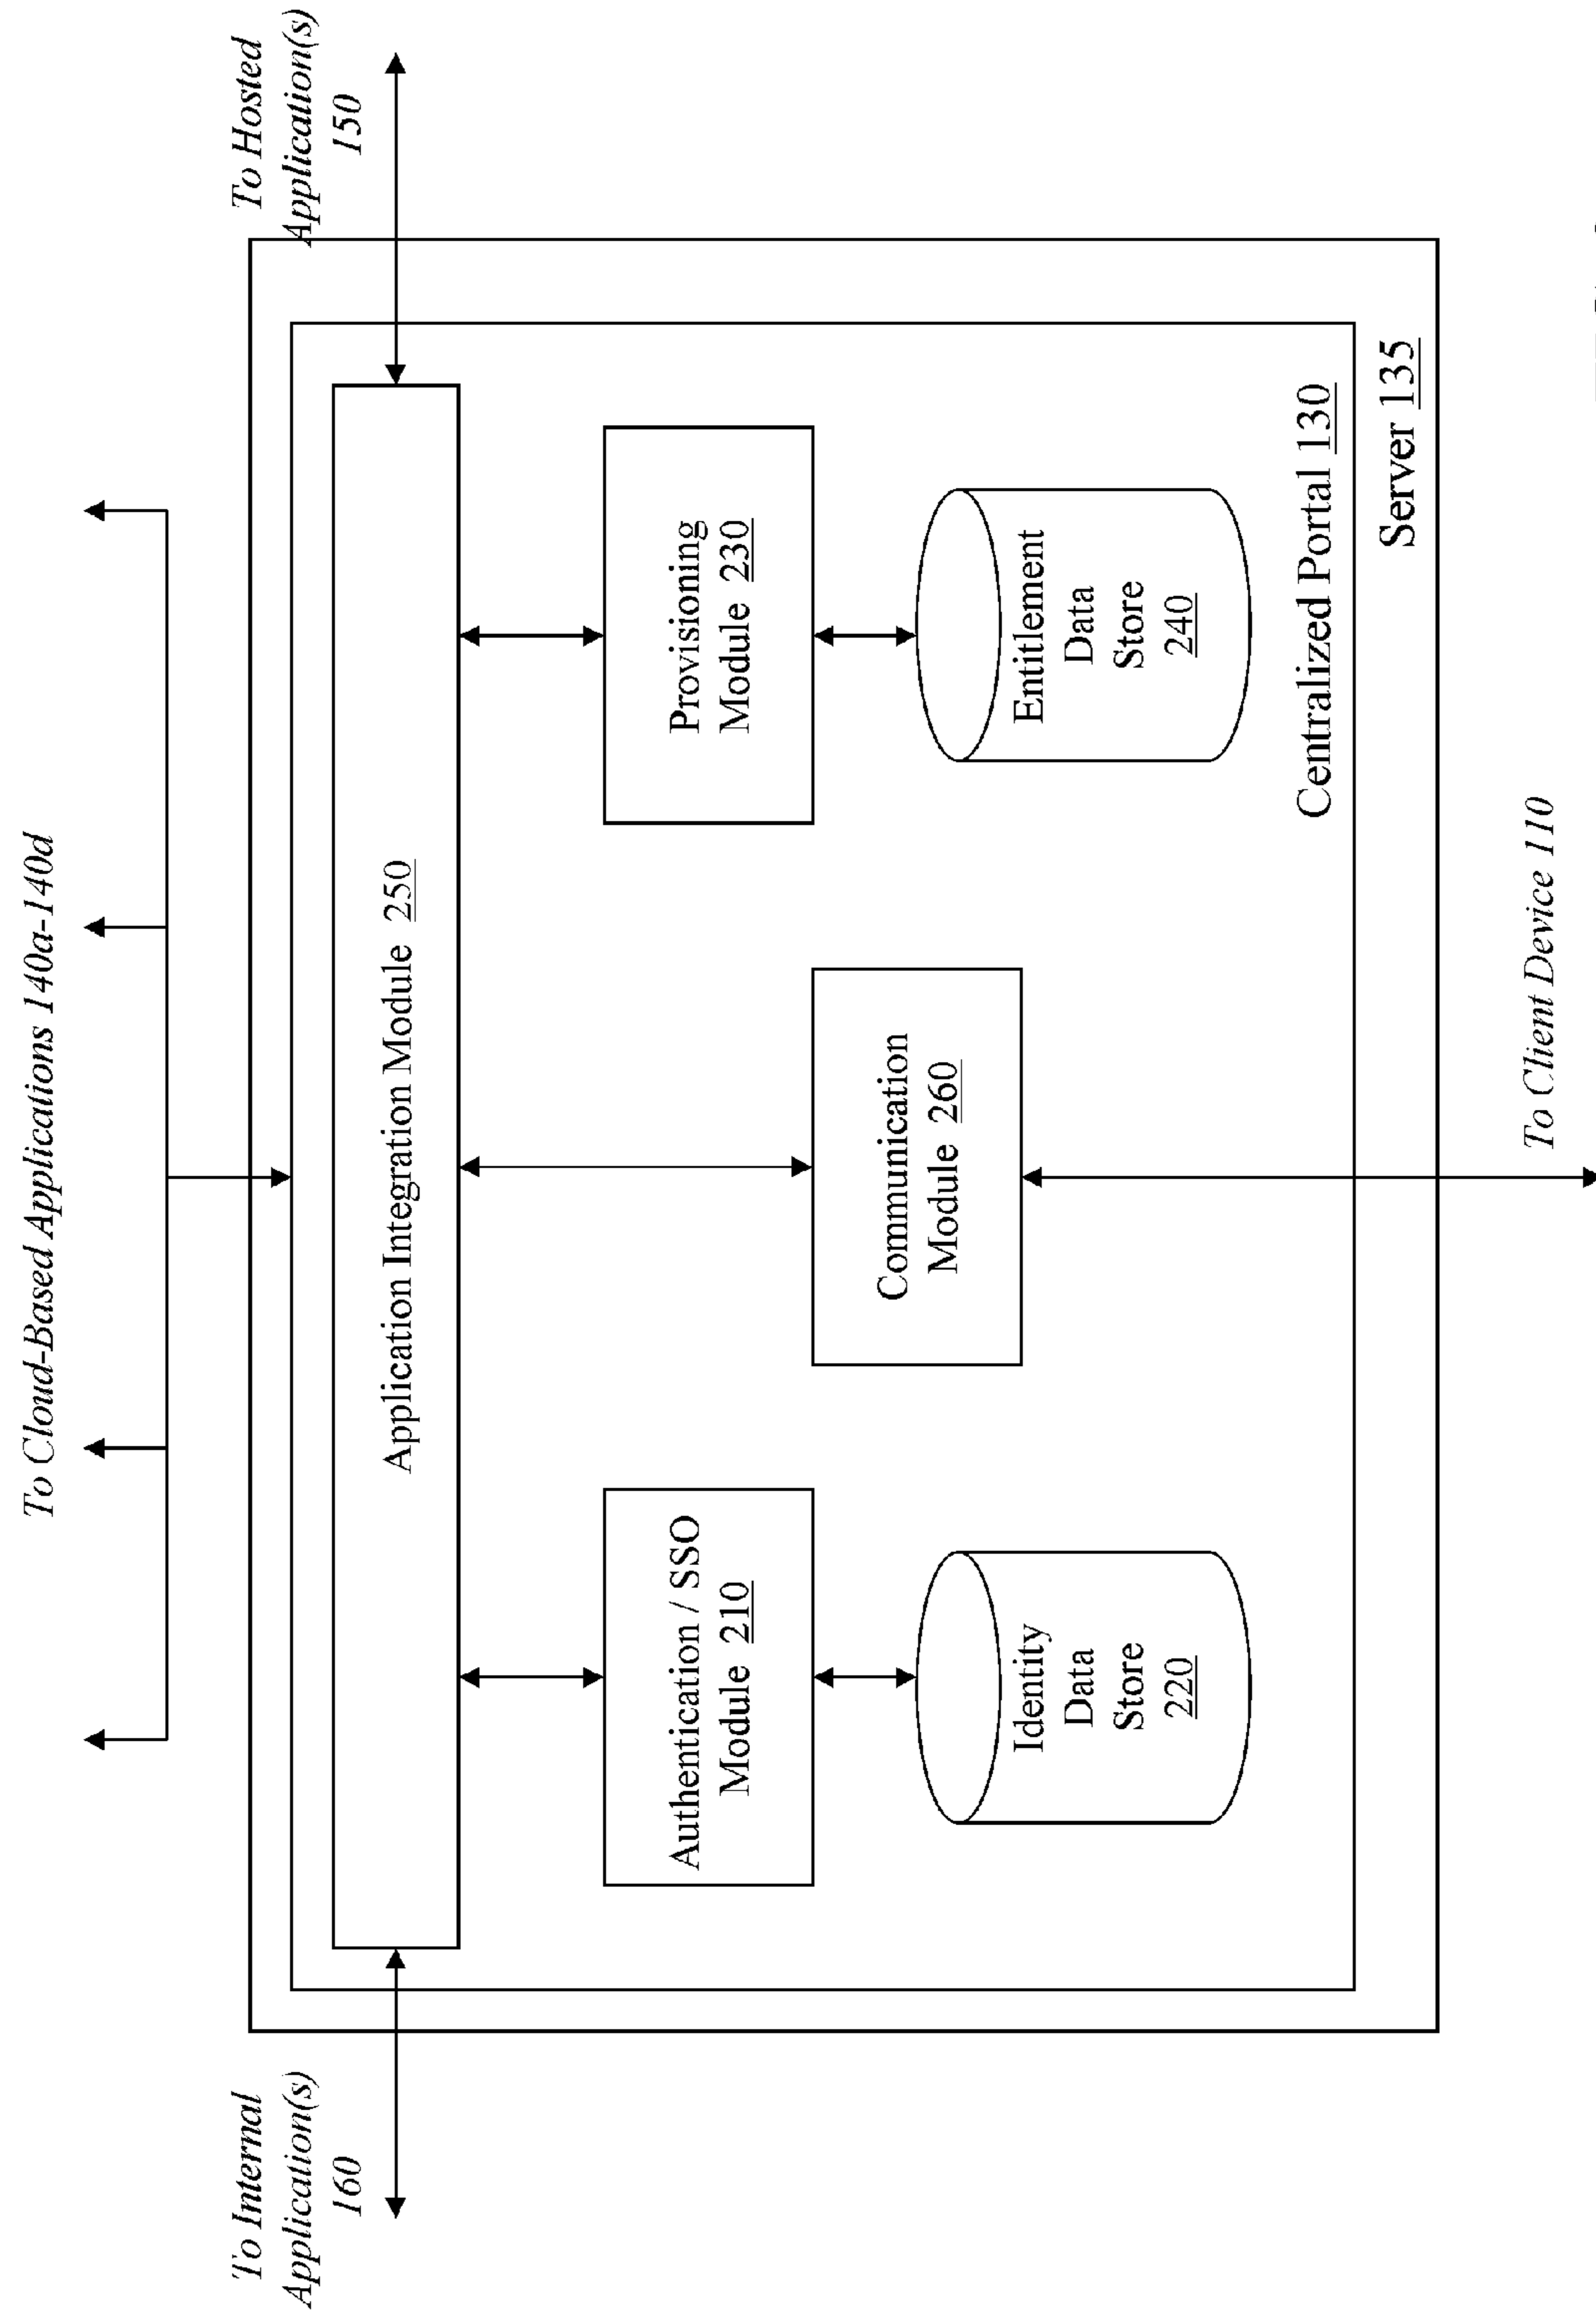 To Cloud-Based Applications 140a-140d
To Internal
Application(s)
160
To Hosted
Application(s)
150
Application Integration Module 250
Authentication / SSO
Module 210
Provisioning
Module 230
Communication
Module 260
Identity
Data
Store
220
Entitlement
Data
Store
240
Centralized Portal 130
Server 135
To Client Device 110